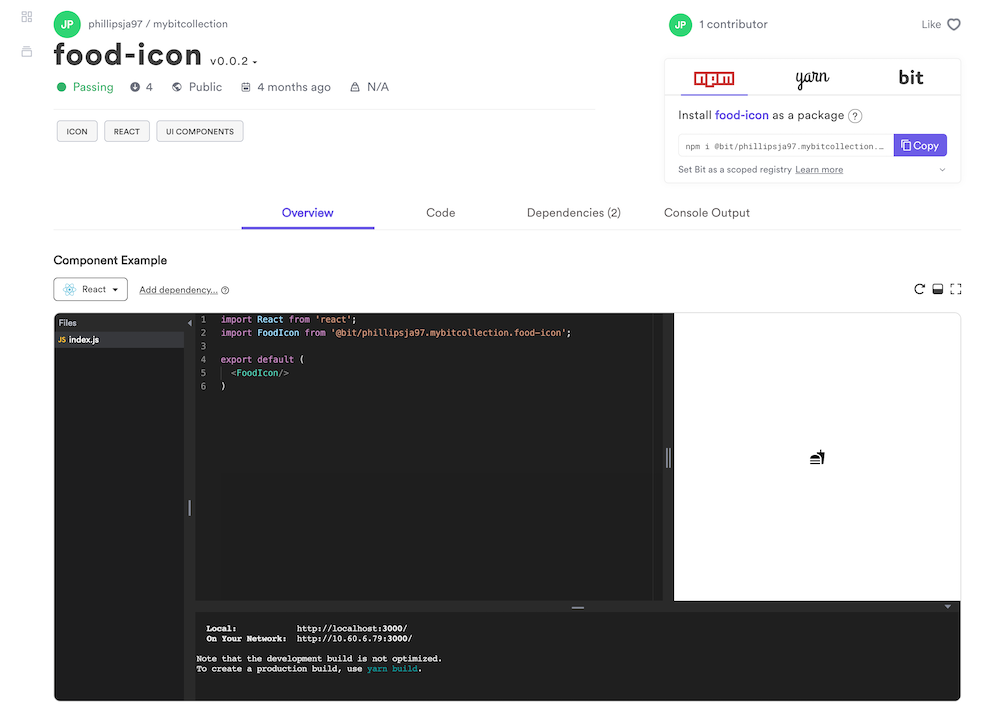 JP phillipsja97 / mybitcollection
food-icon v0.0.2
Passing 4 Public 4 months ago N/A
ICON REACT UI COMPONENTS
JP 1 contributor Like
npm yarn bit
Install food-icon as a package ?
npm i @bit/phillipsja97.mybitcollection.… Copy
Set Bit as a scoped registry Learn more
Overview Code Dependencies (2) Console Output
Component Example
React Add dependency... ?
Files
JS index.js
1 import React from 'react';
2 import FoodIcon from '@bit/phillipsja97.mybitcollection.food-icon';
3
4 export default (
5 <FoodIcon/>
6 )
Local: http://localhost:3000/
On Your Network: http://10.60.6.79:3000/
Note that the development build is not optimized.
To create a production build, use yarn build.